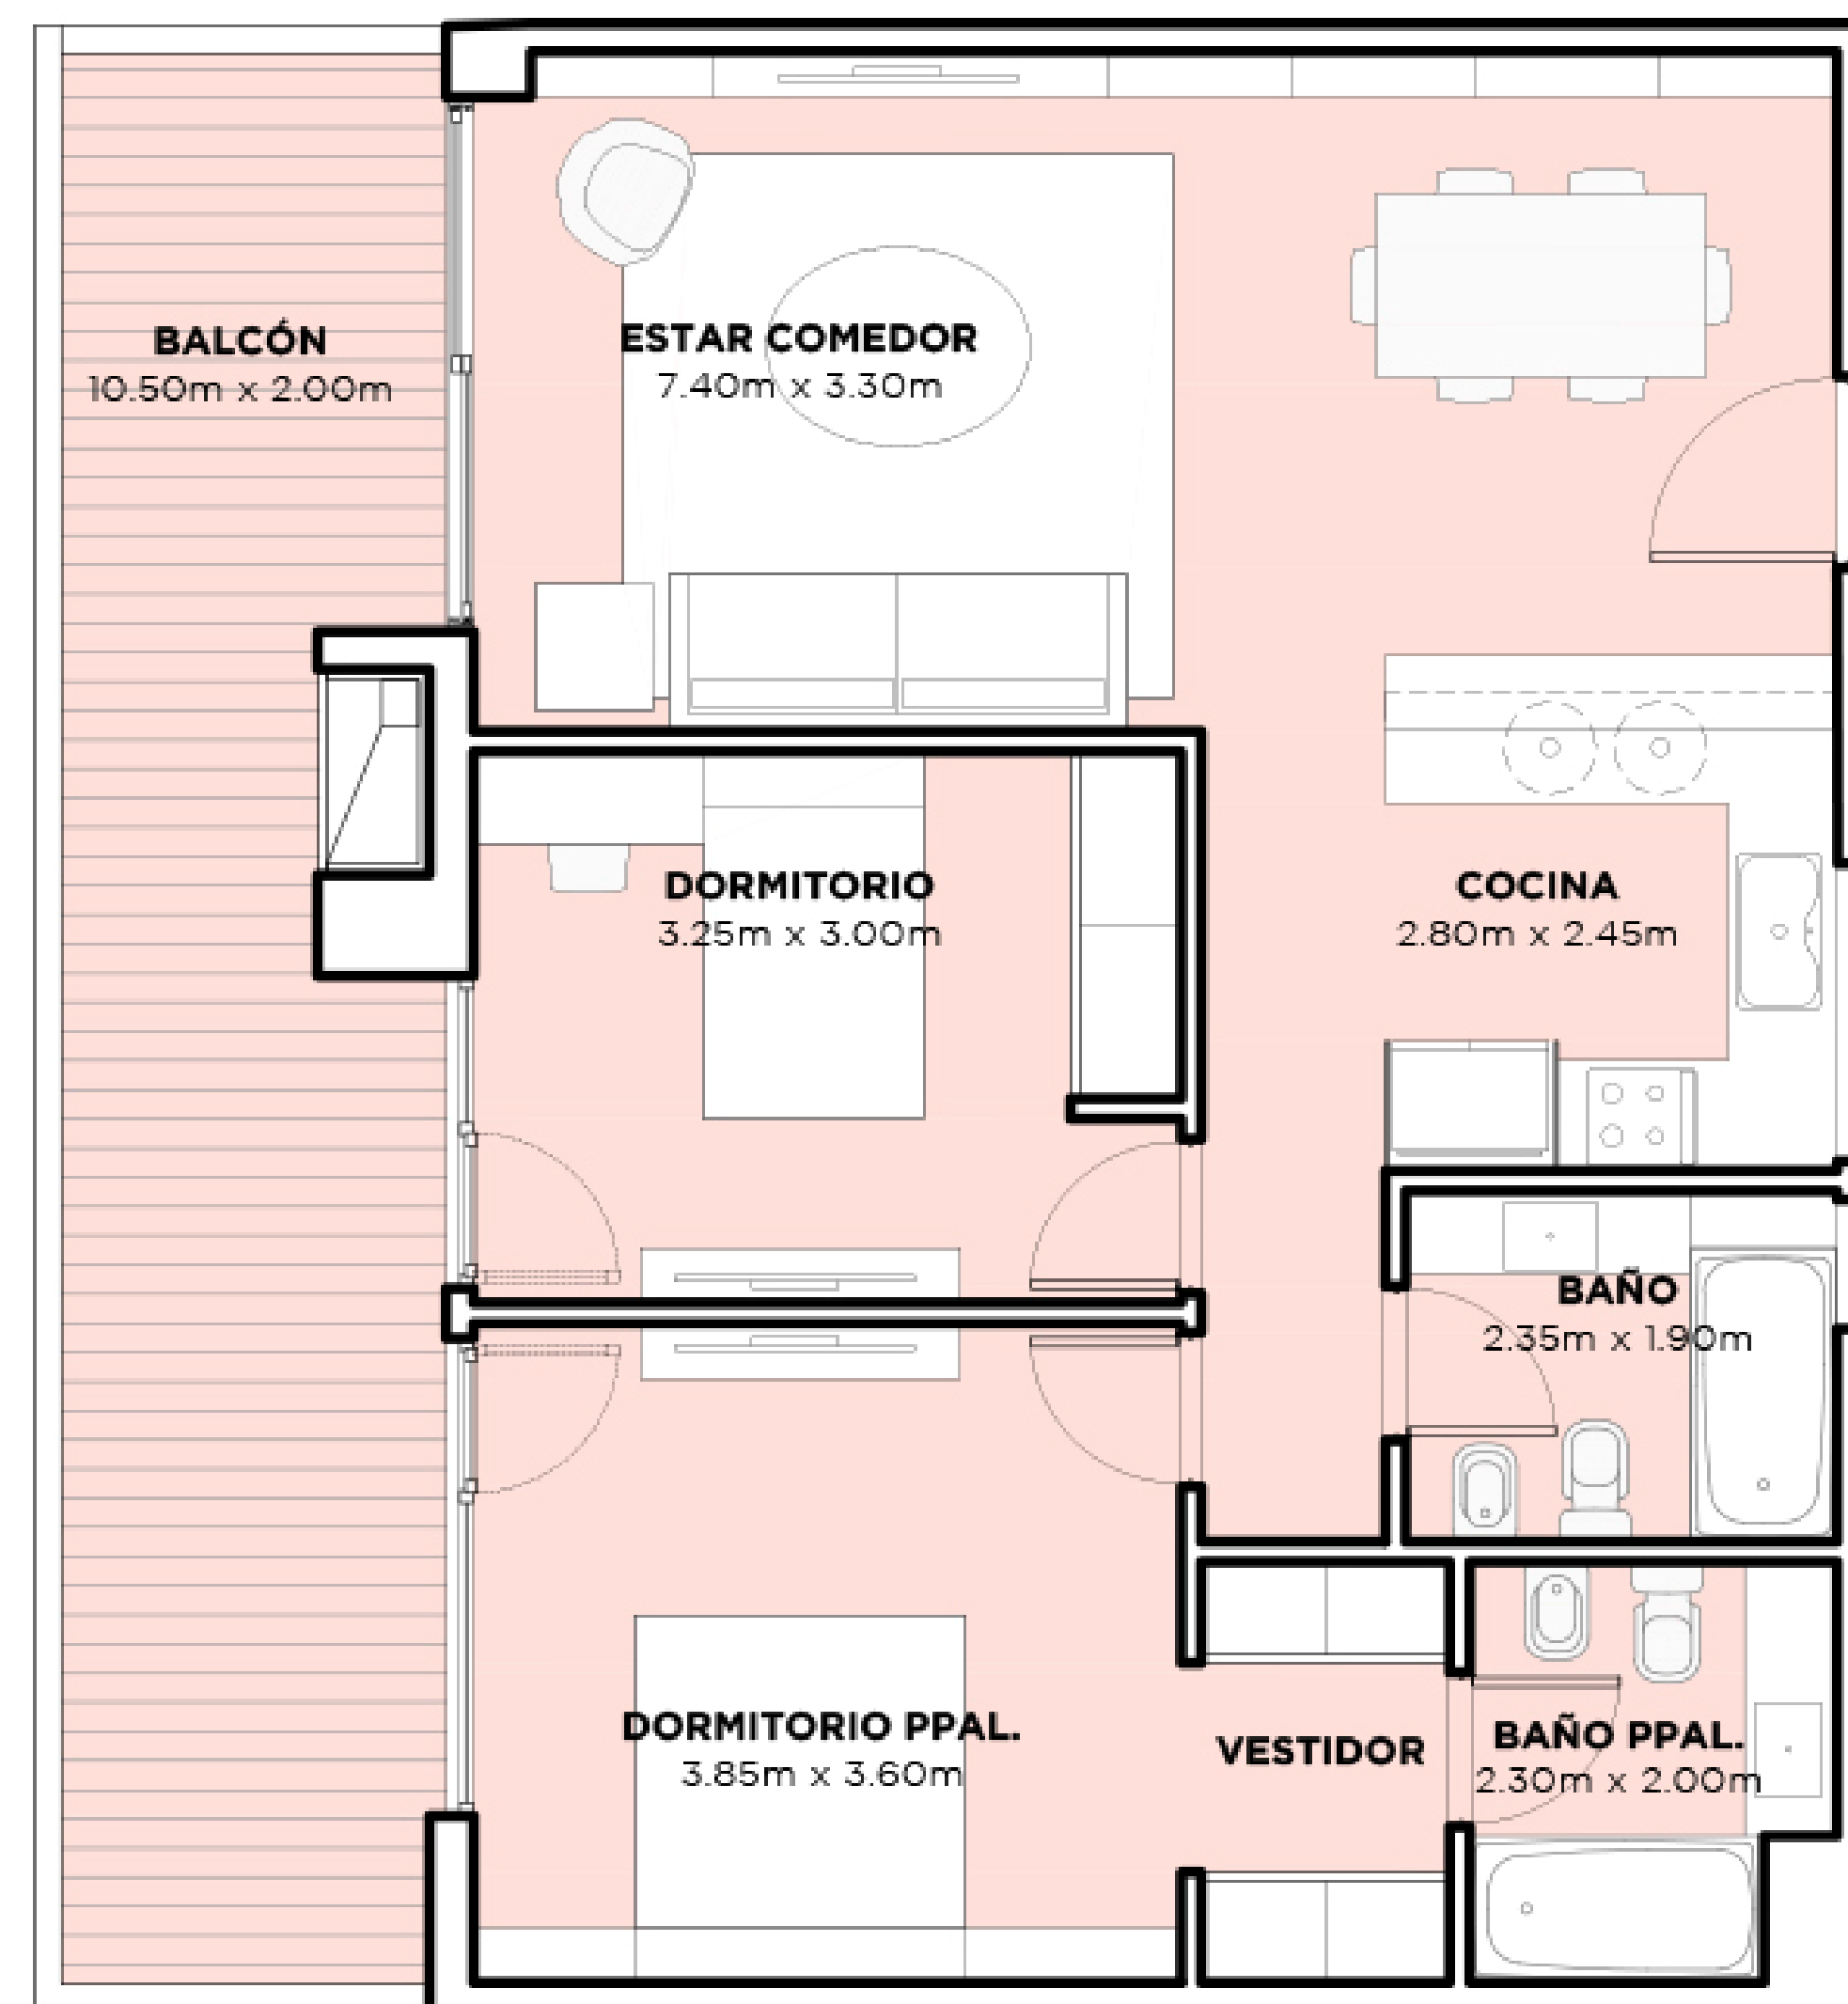 BALCÓN
10.50m x 2.00m
ESTAR COMEDOR
7.40m x 3.30m
DORMITORIO
3.25m x 3.00m
COCINA
2.80m x 2.45m
BAÑO
2.35m x 1.90m
DORMITORIO PPAL.
3.85m x 3.60m
VESTIDOR
BAÑO PPAL.
2.30m x 2.00m